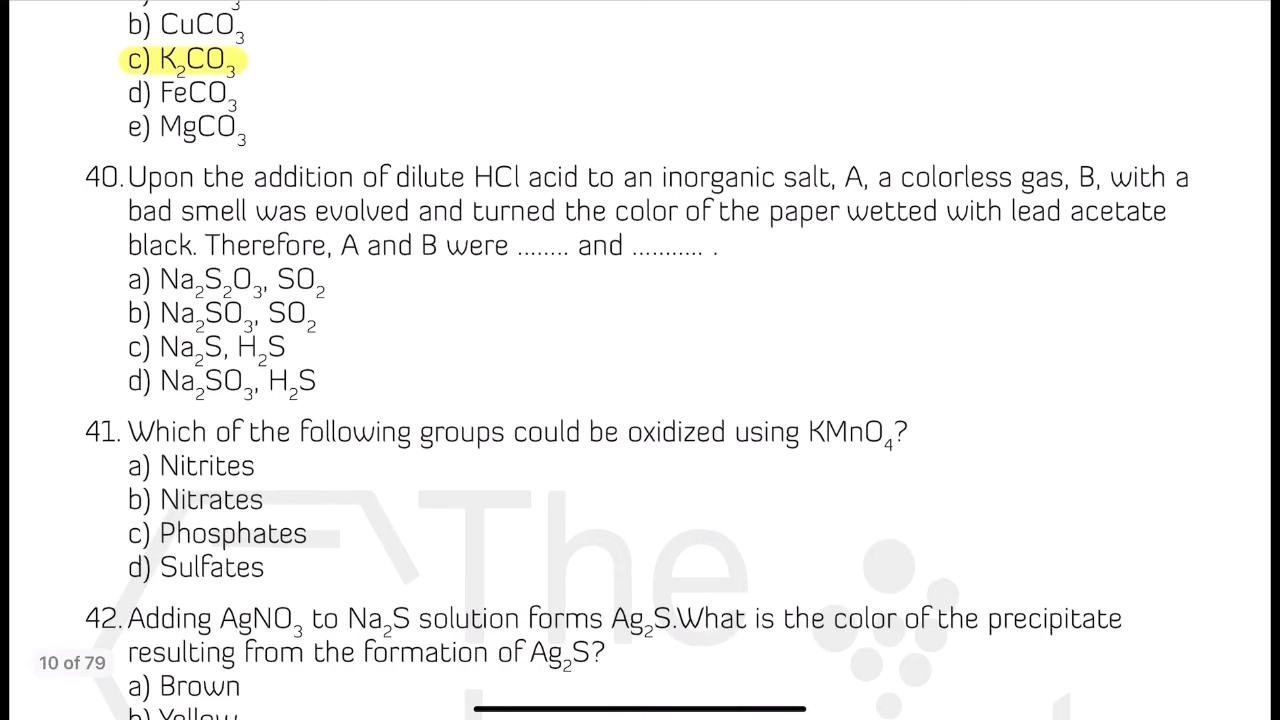 b) CuCO₃
c) K₂CO₃
d) FeCO₃
e) MgCO₃
40. Upon the addition of dilute HCl acid to an inorganic salt, A, a colorless gas, B, with a
bad smell was evolved and turned the color of the paper wetted with lead acetate
black. Therefore, A and B were ........ and ........... .
a) Na₂S₂O₃, SO₂
b) Na₂SO₃, SO₂
c) Na₂S, H₂S
d) Na₂SO₃, H₂S
41. Which of the following groups could be oxidized using KMnO₄?
a) Nitrites
b) Nitrates
c) Phosphates
d) Sulfates
The
42. Adding AgNO₃ to Na₂S solution forms Ag₂S.What is the color of the precipitate
resulting from the formation of Ag₂S?
10 of 79
a) Brown
b) Yellow